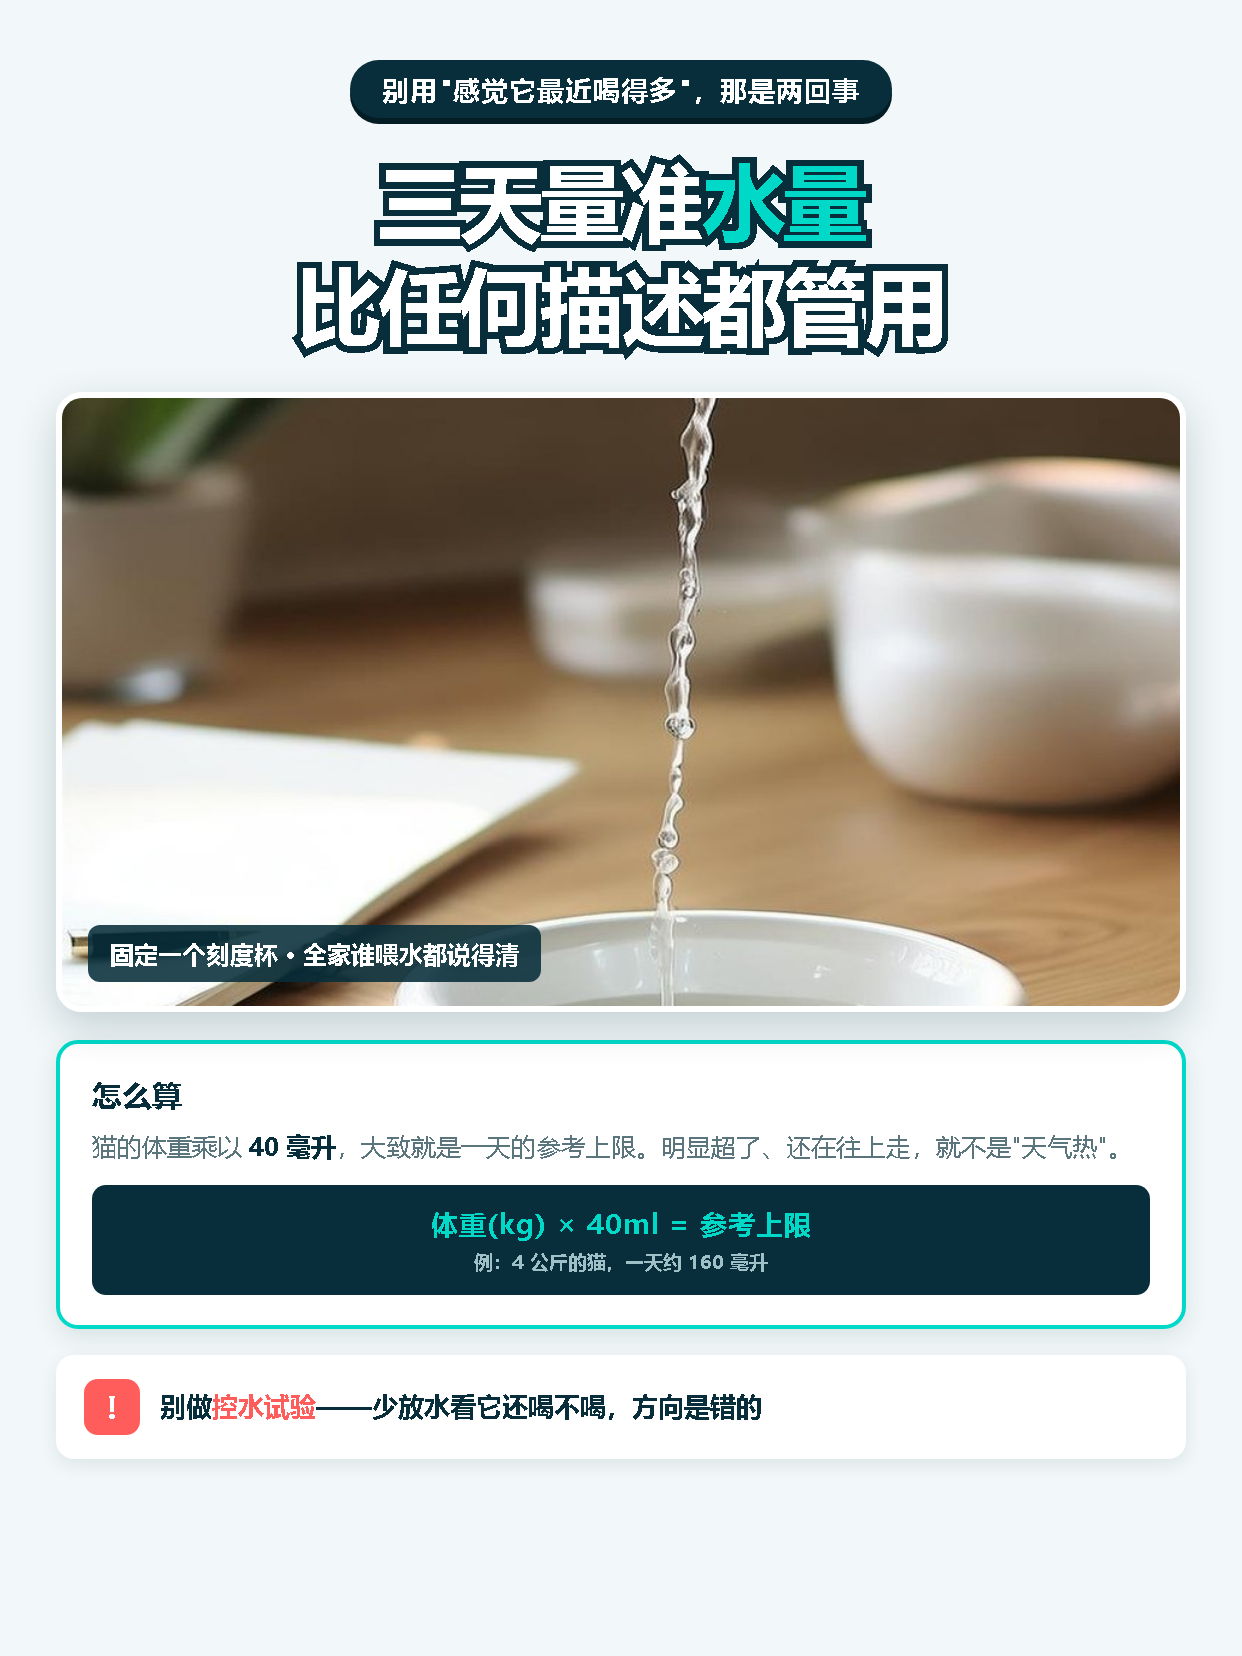 别用"感觉它最近喝得多"，那是两回事
三天量准水量
比任何描述都管用
固定一个刻度杯 • 全家谁喂水都说得清
怎么算
猫的体重乘以 40 毫升，大致就是一天的参考上限。明显超了、还在往上走，就不是"天气热"。
体重(kg) × 40ml = 参考上限
例：4 公斤的猫，一天约 160 毫升
! 别做控水试验——少放水看它还喝不喝，方向是错的